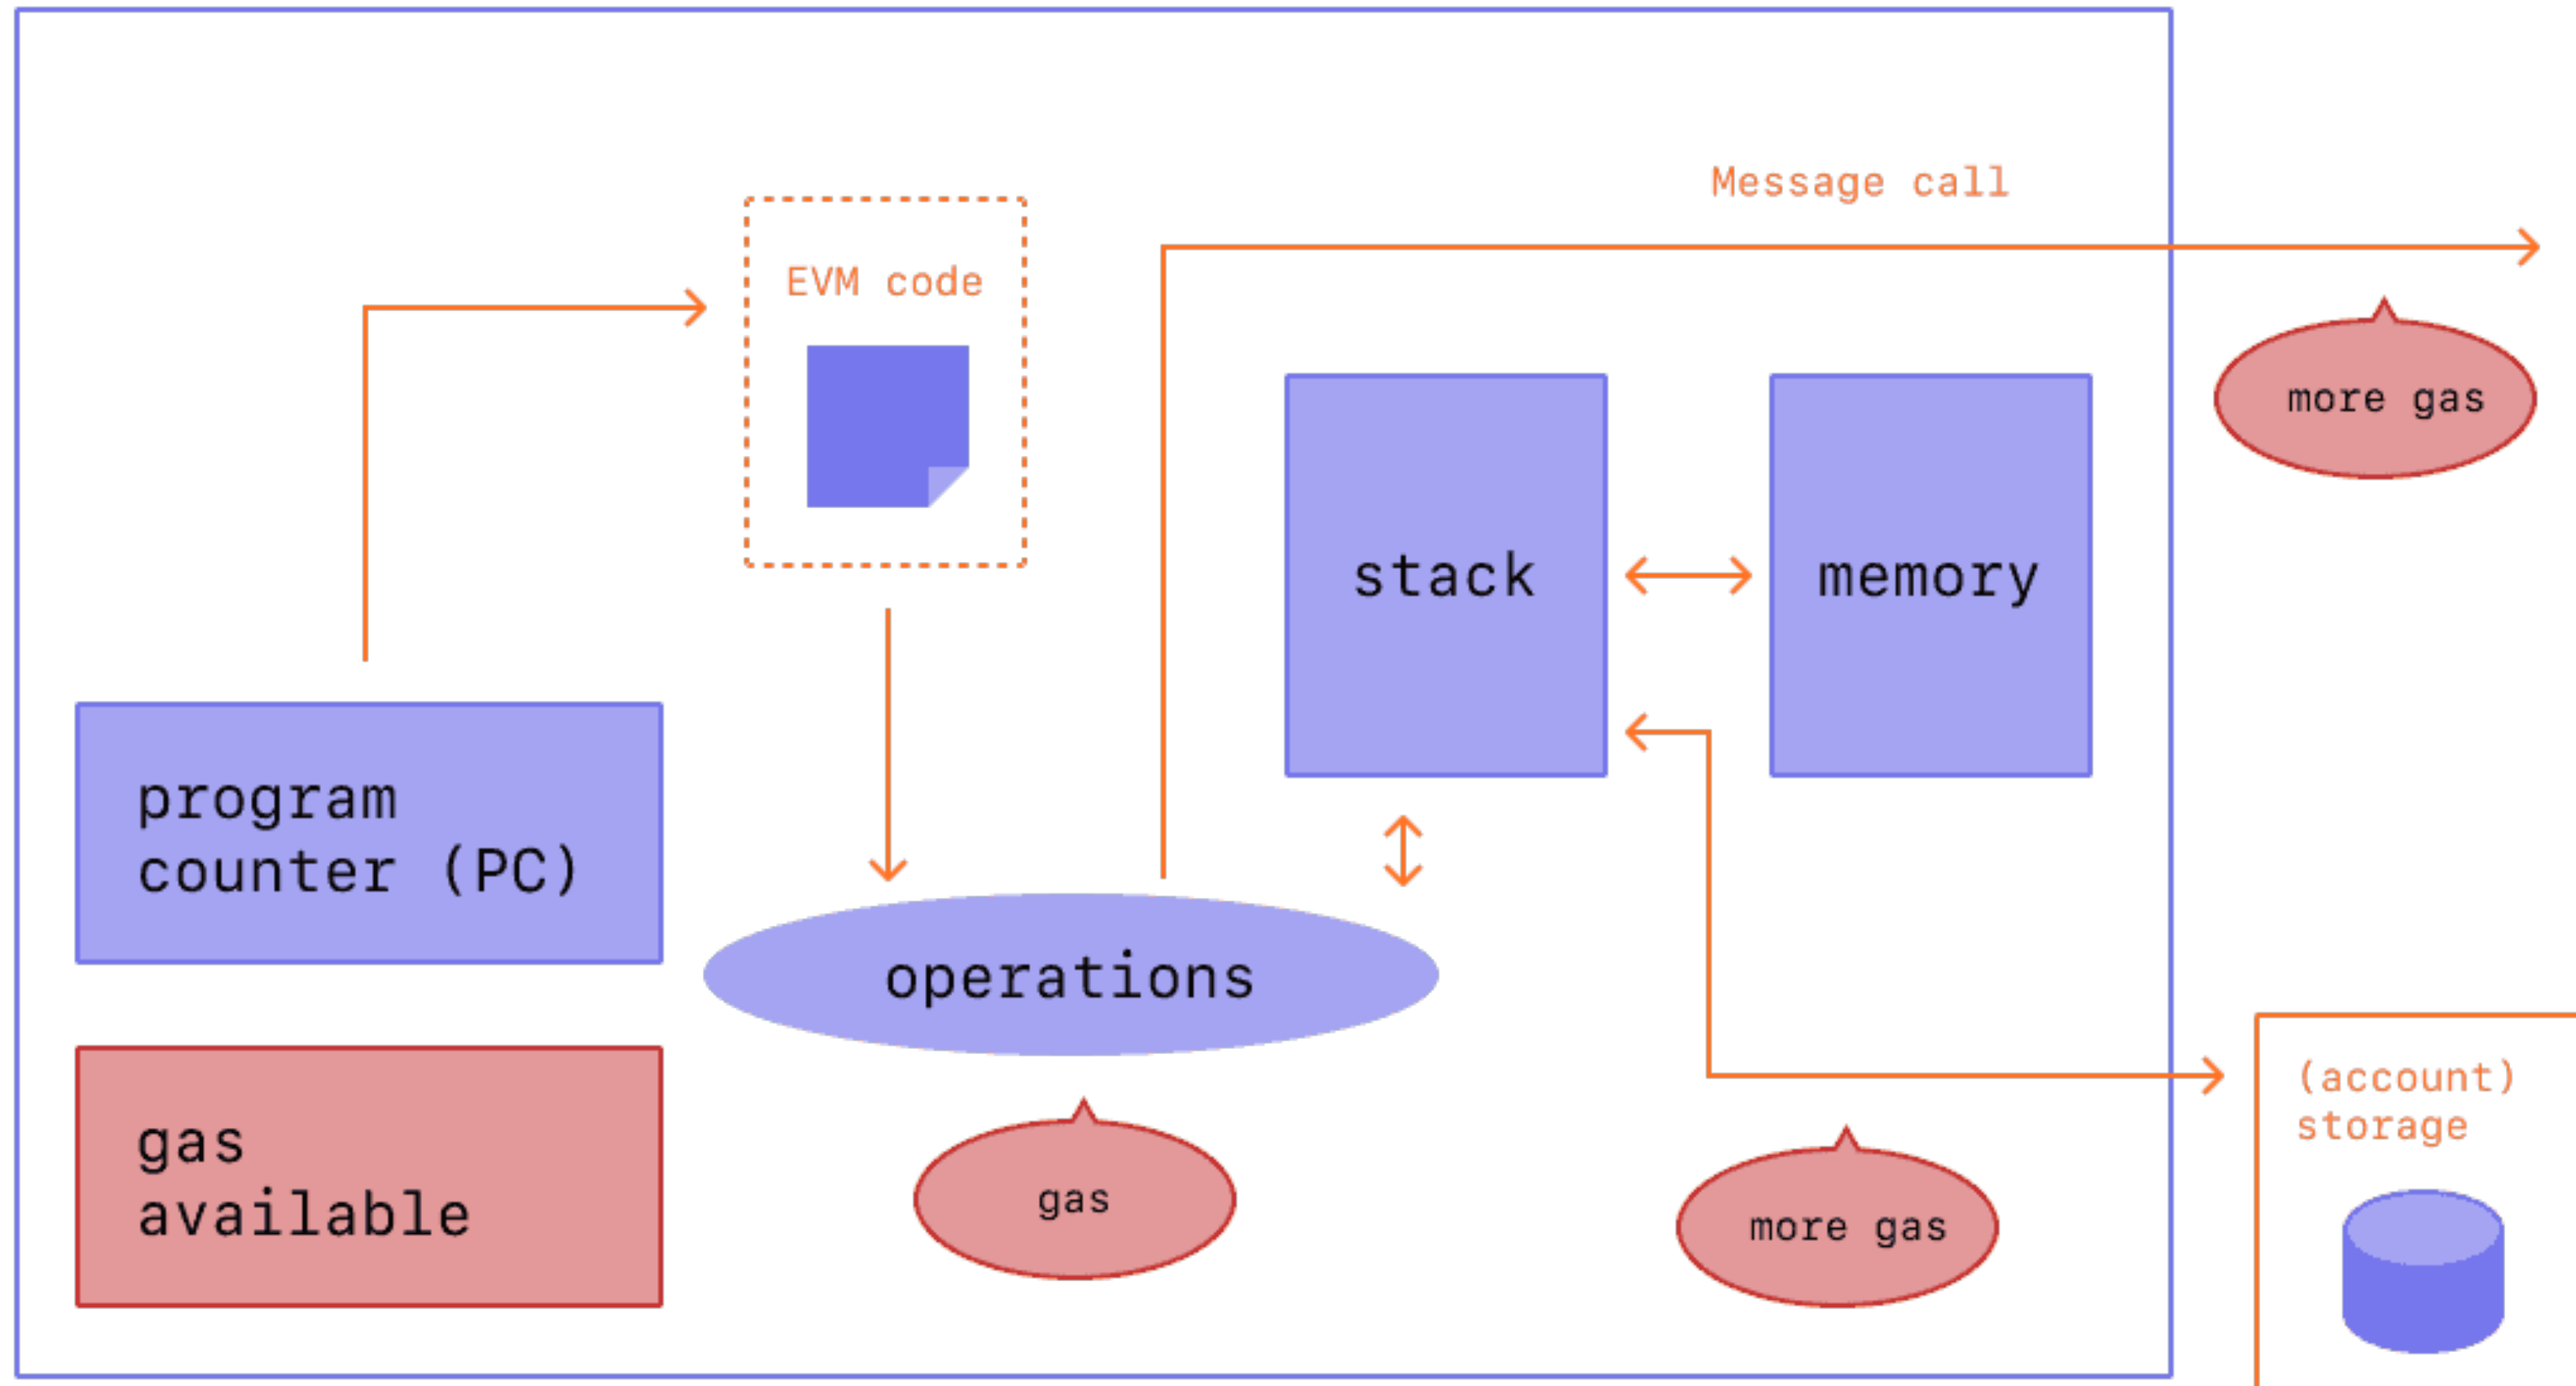 Message call
EVM code
more gas
stack
memory
program
counter (PC)
operations
(account)
storage
gas
available
gas
more gas